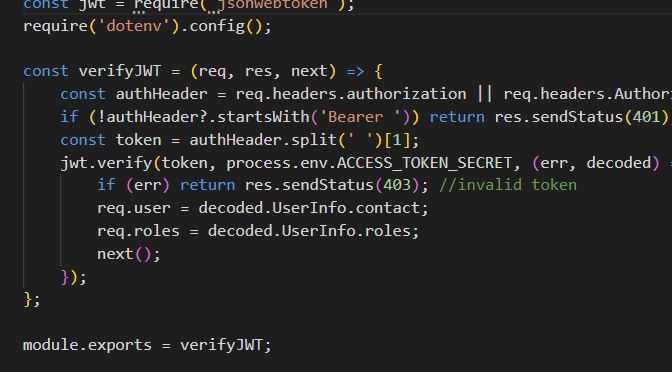 const jwt = require('jsonwebtoken');
require('dotenv').config();
const verifyJWT = (req, res, next) => {
const authHeader = req.headers.authorization || req.headers.Author
if (!authHeader?.startsWith('Bearer ')) return res.sendStatus(401)
const token = authHeader.split(' ')[1];
jwt.verify(token, process.env.ACCESS_TOKEN_SECRET, (err, decoded) =
if (err) return res.sendStatus(403); //invalid token
req.user = decoded.UserInfo.contact;
req.roles = decoded.UserInfo.roles;
next();
});
};
module.exports = verifyJWT;